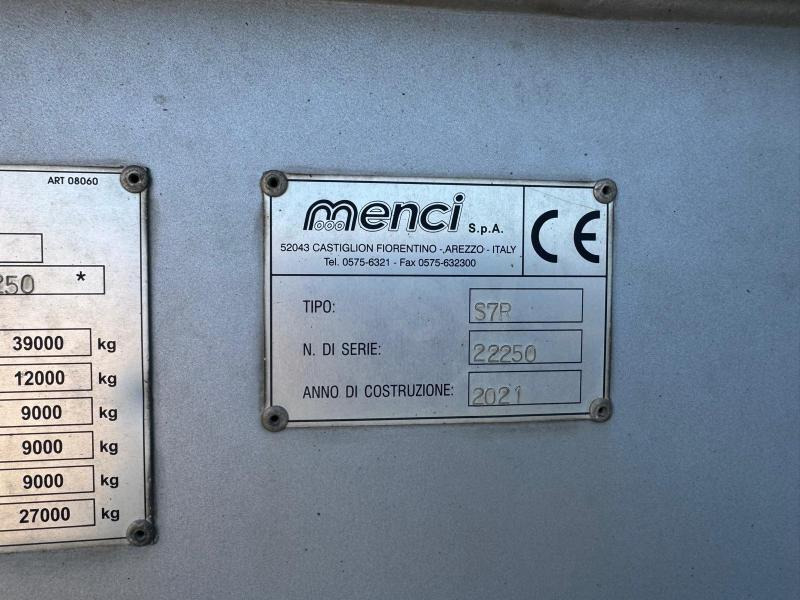 ART 08060
250 *
39000 kg
12000 kg
9000 kg
9000 kg
9000 kg
27000 kg
menci S.p.A.
CE
52043 CASTIGLION FIORENTINO - AREZZO - ITALY
Tel. 0575-6321 - Fax 0575-632300
TIPO: S7R
N. DI SERIE: 22250
ANNO DI COSTRUZIONE: 2021